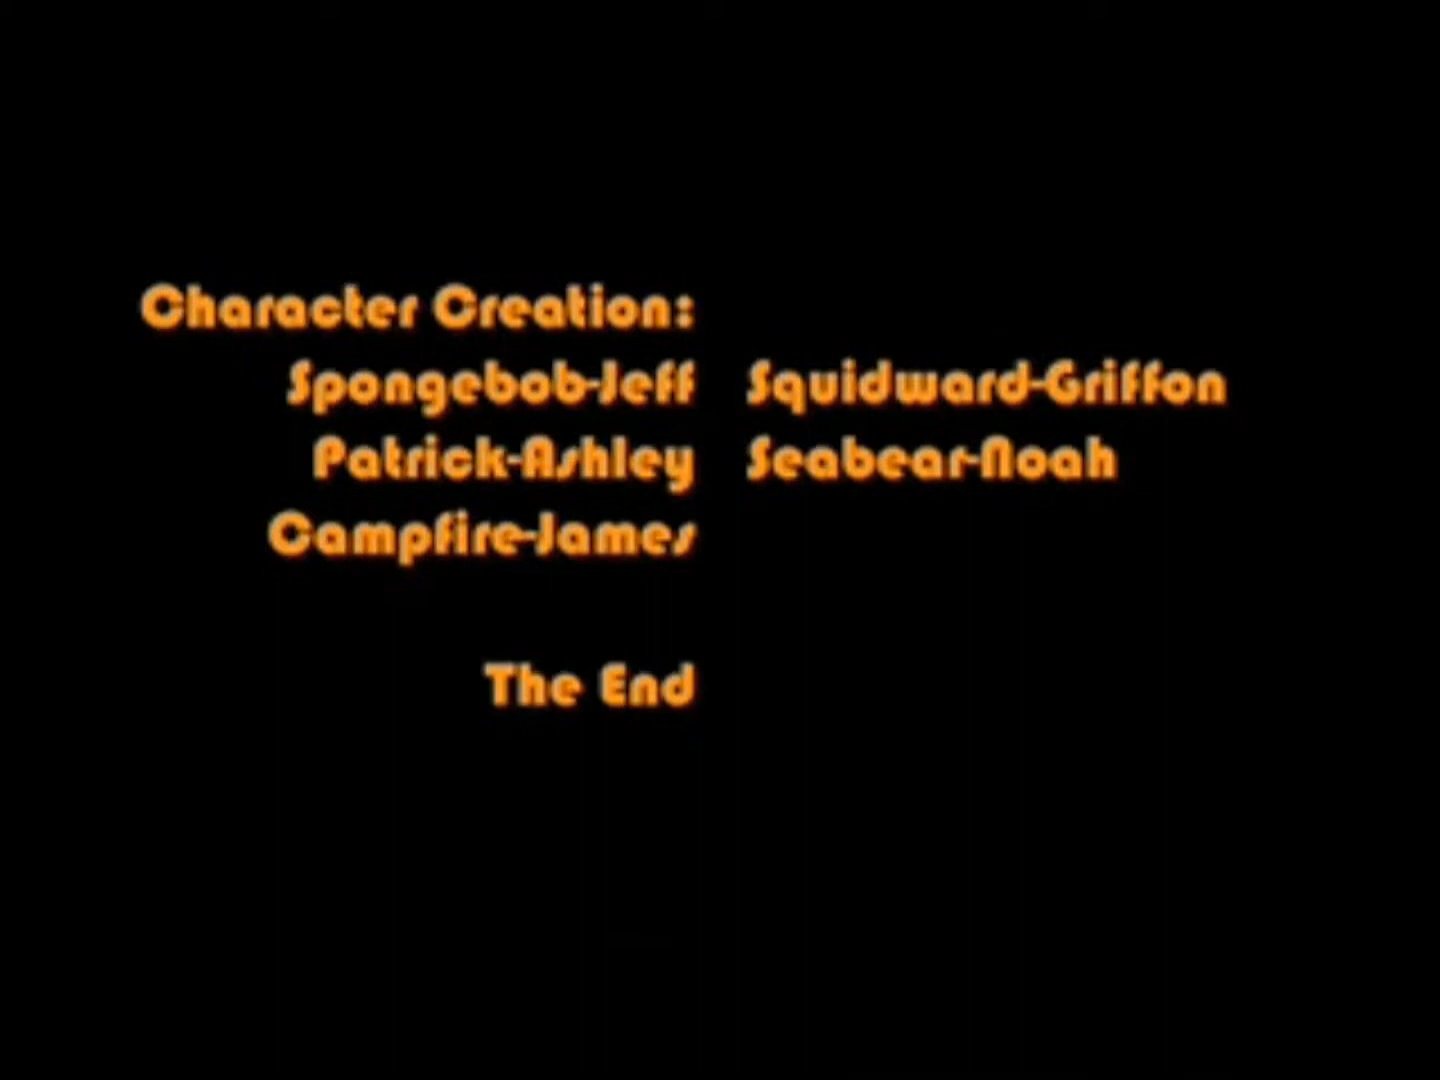 Character Creation:
Spongebob-Jeff Squidward-Griffon
Patrick-Ashley Seabear-Noah
Campfire-James
The End